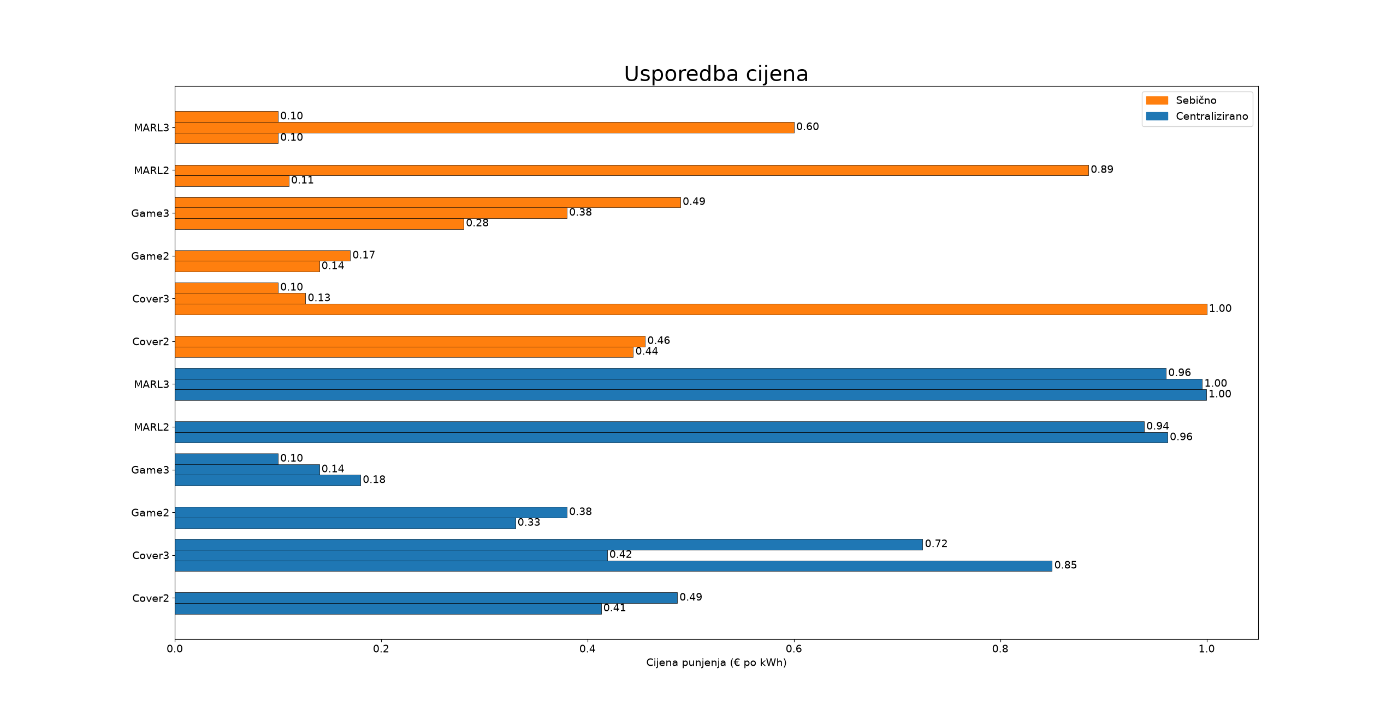 Usporedba cijena
Sebično
Centralizirano
0.10
MARL3
0.60
0.10
MARL2
0.89
0.11
0.49
Game3
0.38
0.28
Game2
0.17
0.14
0.10
Cover3
0.13
1.00
Cover2
0.46
0.44
0.96
MARL3
1.00
1.00
MARL2
0.94
0.96
0.10
Game3
0.14
0.18
Game2
0.38
0.33
0.72
Cover3
0.42
0.85
Cover2
0.49
0.41
0.0 0.2 0.4 0.6 0.8 1.0
Cijena punjenja (€ po kWh)